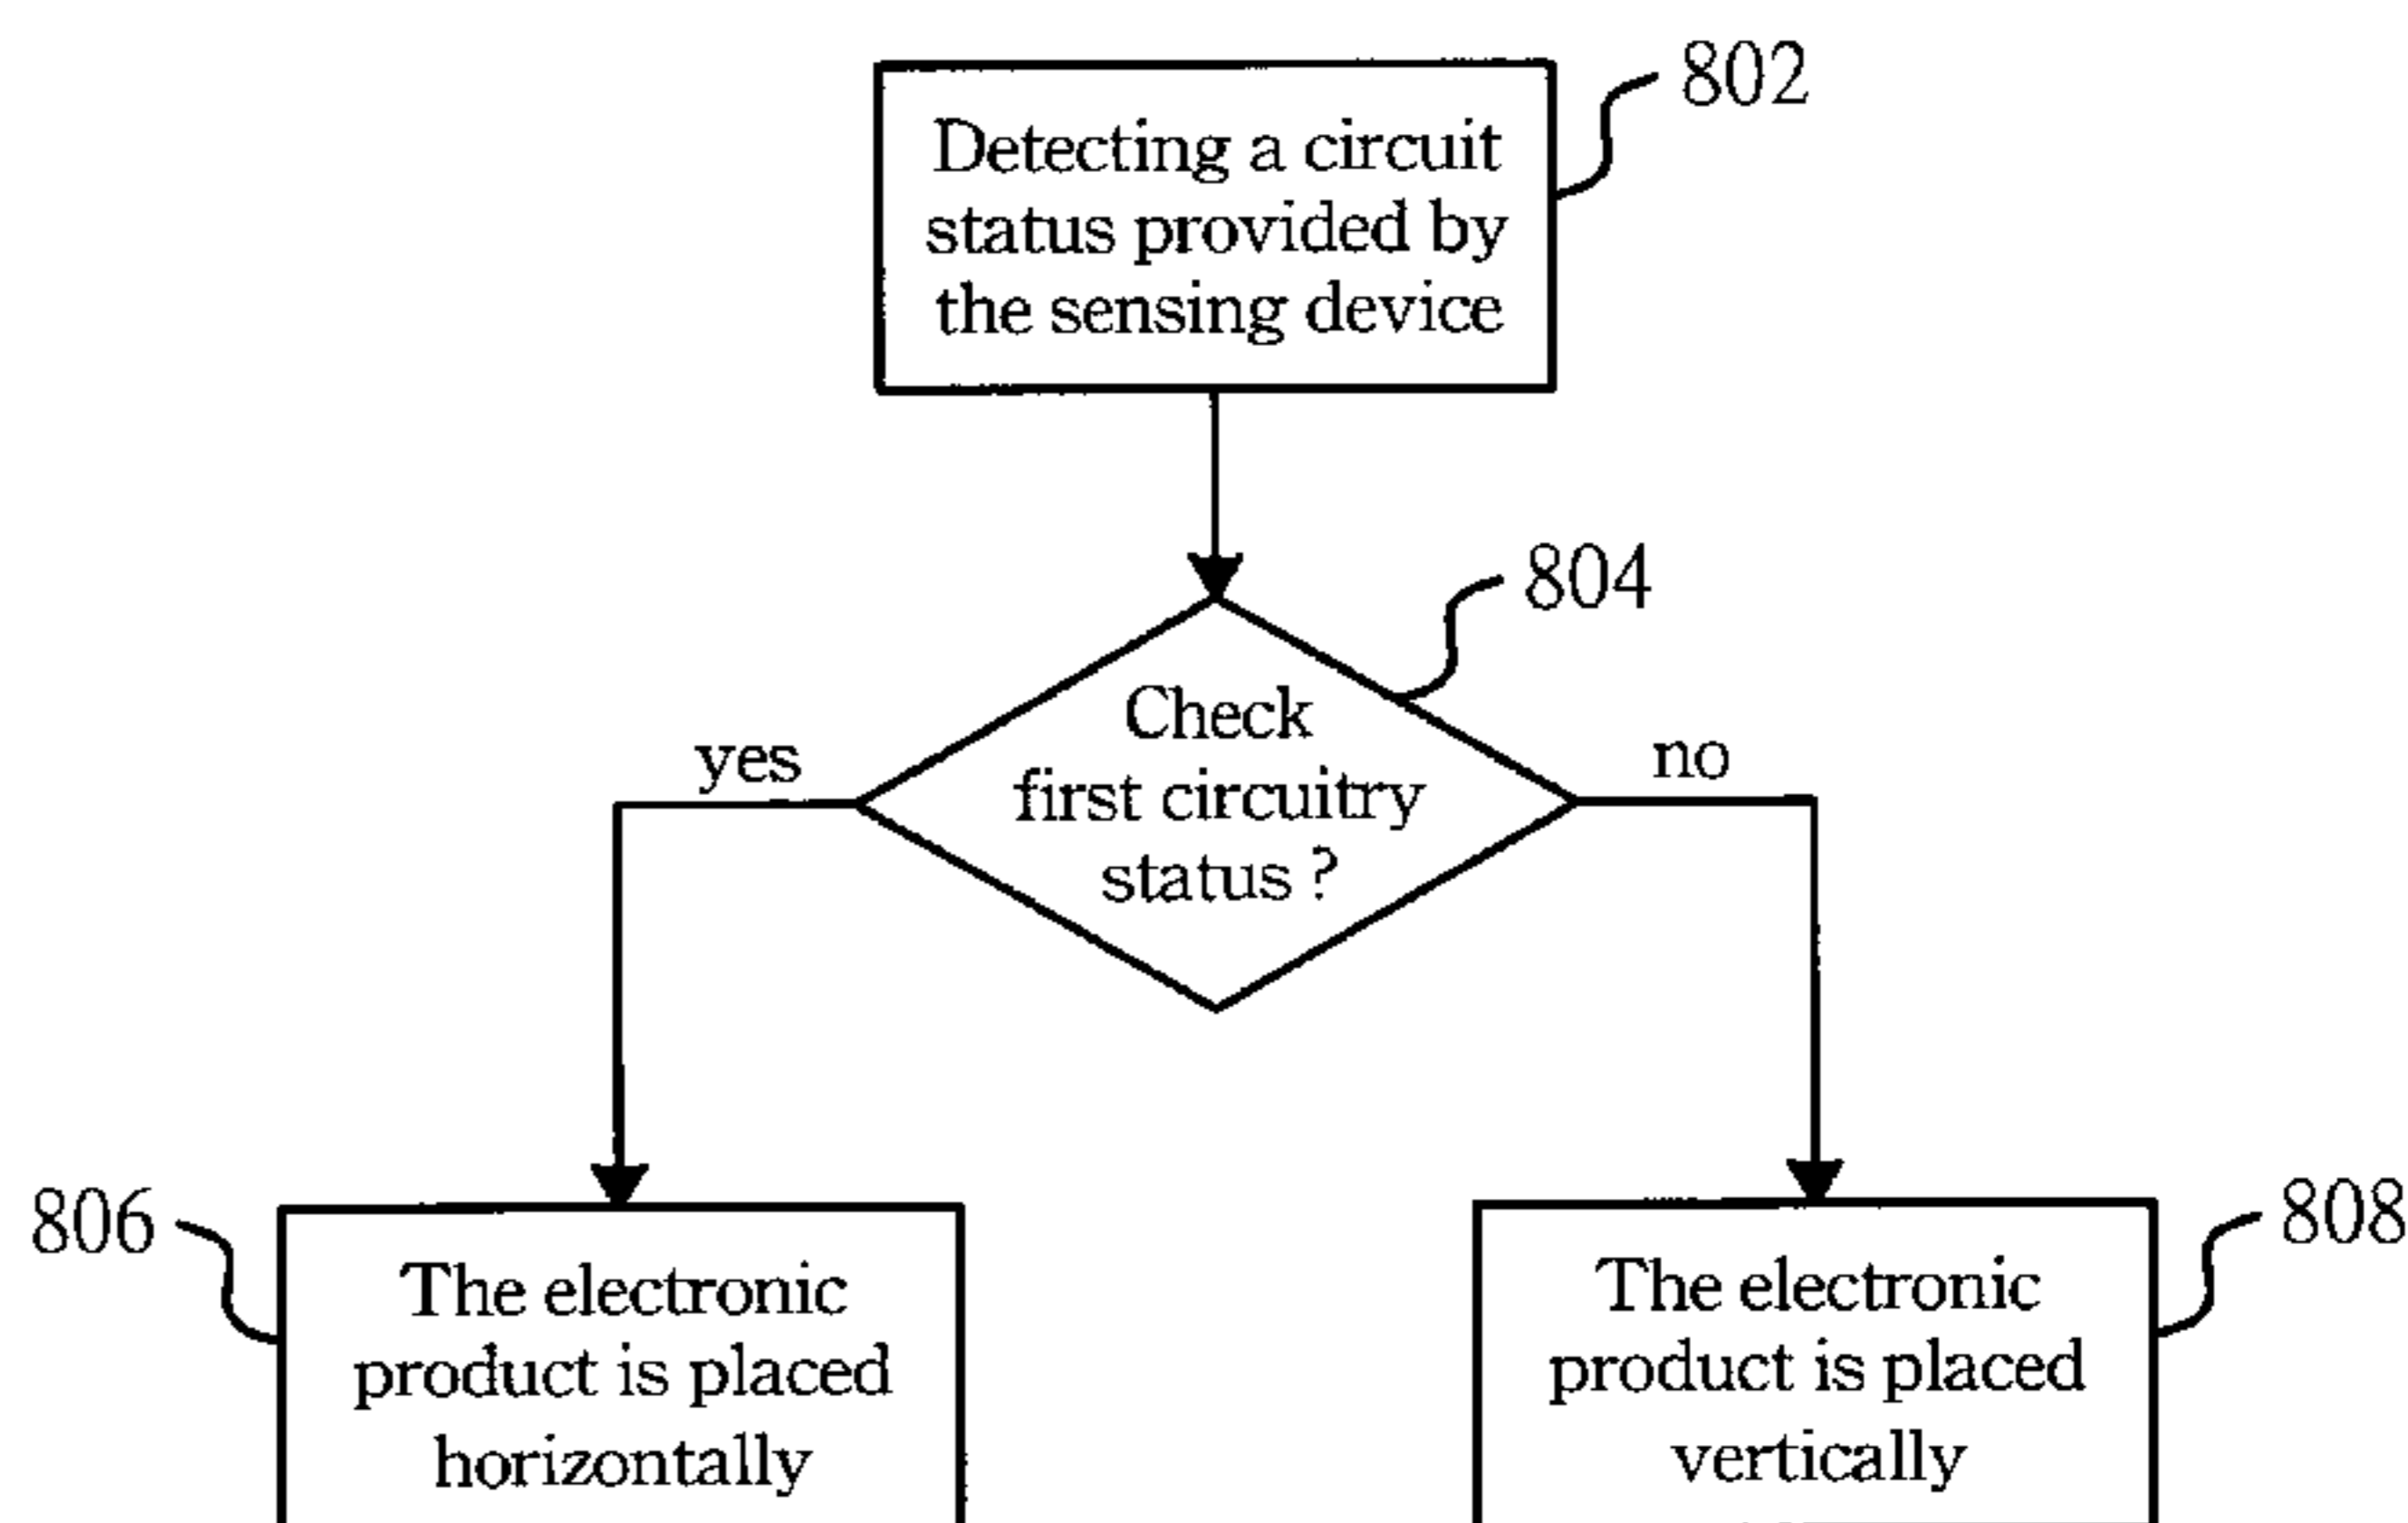 802
Detecting a circuit
status provided by
the sensing device
804
Check
first circuitry
status ?
yes
no
806
The electronic
product is placed
horizontally
808
The electronic
product is placed
vertically